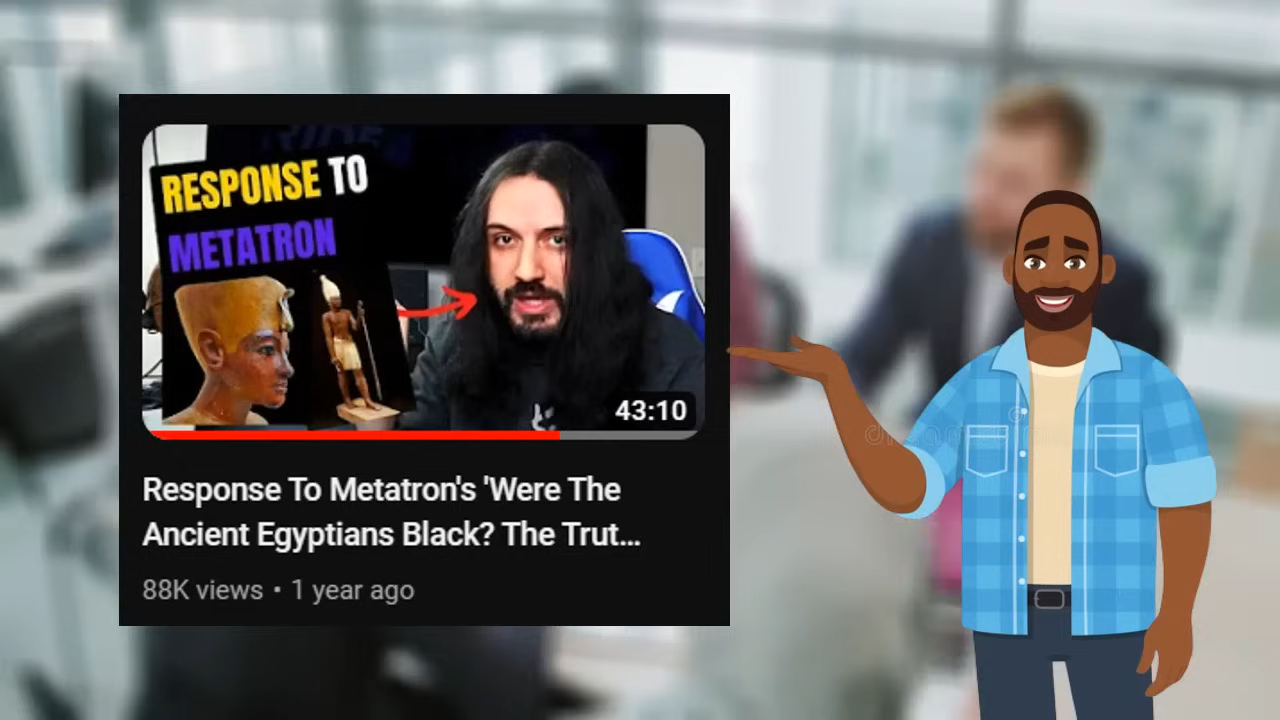 RESPONSE TO
METATRON
43:10
Response To Metatron's 'Were The
Ancient Egyptians Black? The Trut...
88K views • 1 year ago